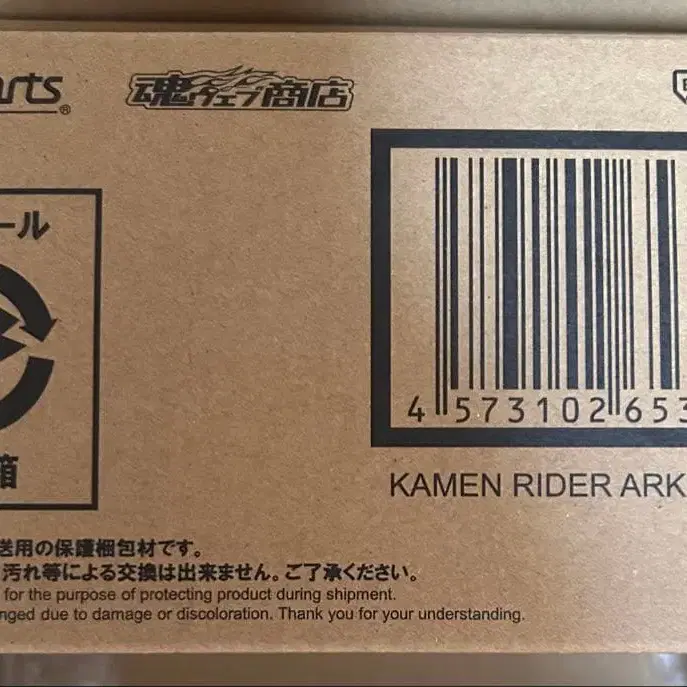 arts®
魂ウェブ商店
ール
箱
4 573102 653
KAMEN RIDER ARK
送用の保護梱包材です。
汚れ等による交換は出来ません。ご了承ください。
for the purpose of protecting product during shipment.
nged due to damage or discoloration. Thank you for your understanding.